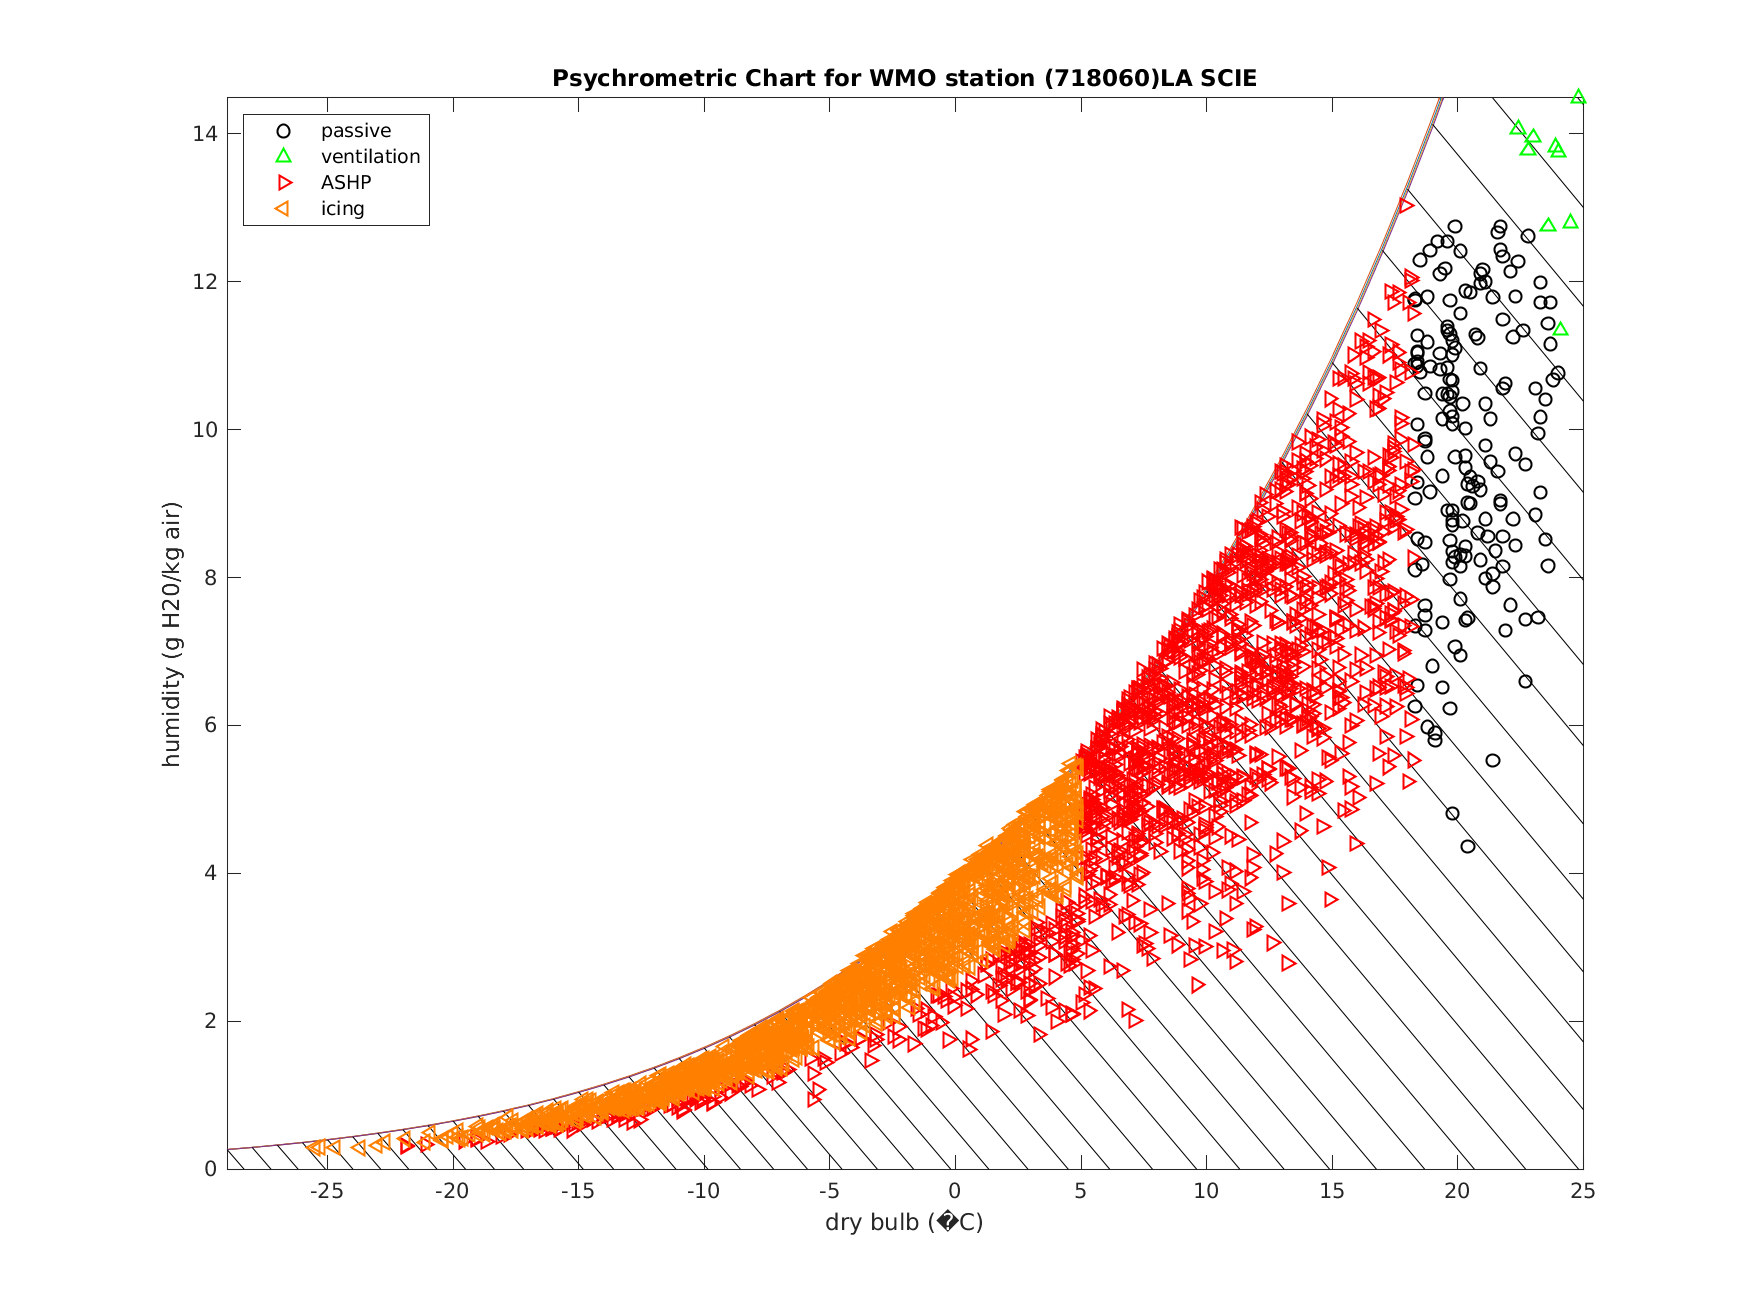 Psychrometric Chart for WMO station (718060)LA SCIE
passive
ventilation
ASHP
icing
humidity (g H20/kg air)
14
12
10
8
6
4
2
0
-25 -20 -15 -10 -5 0 5 10 15 20 25
dry bulb (�C)